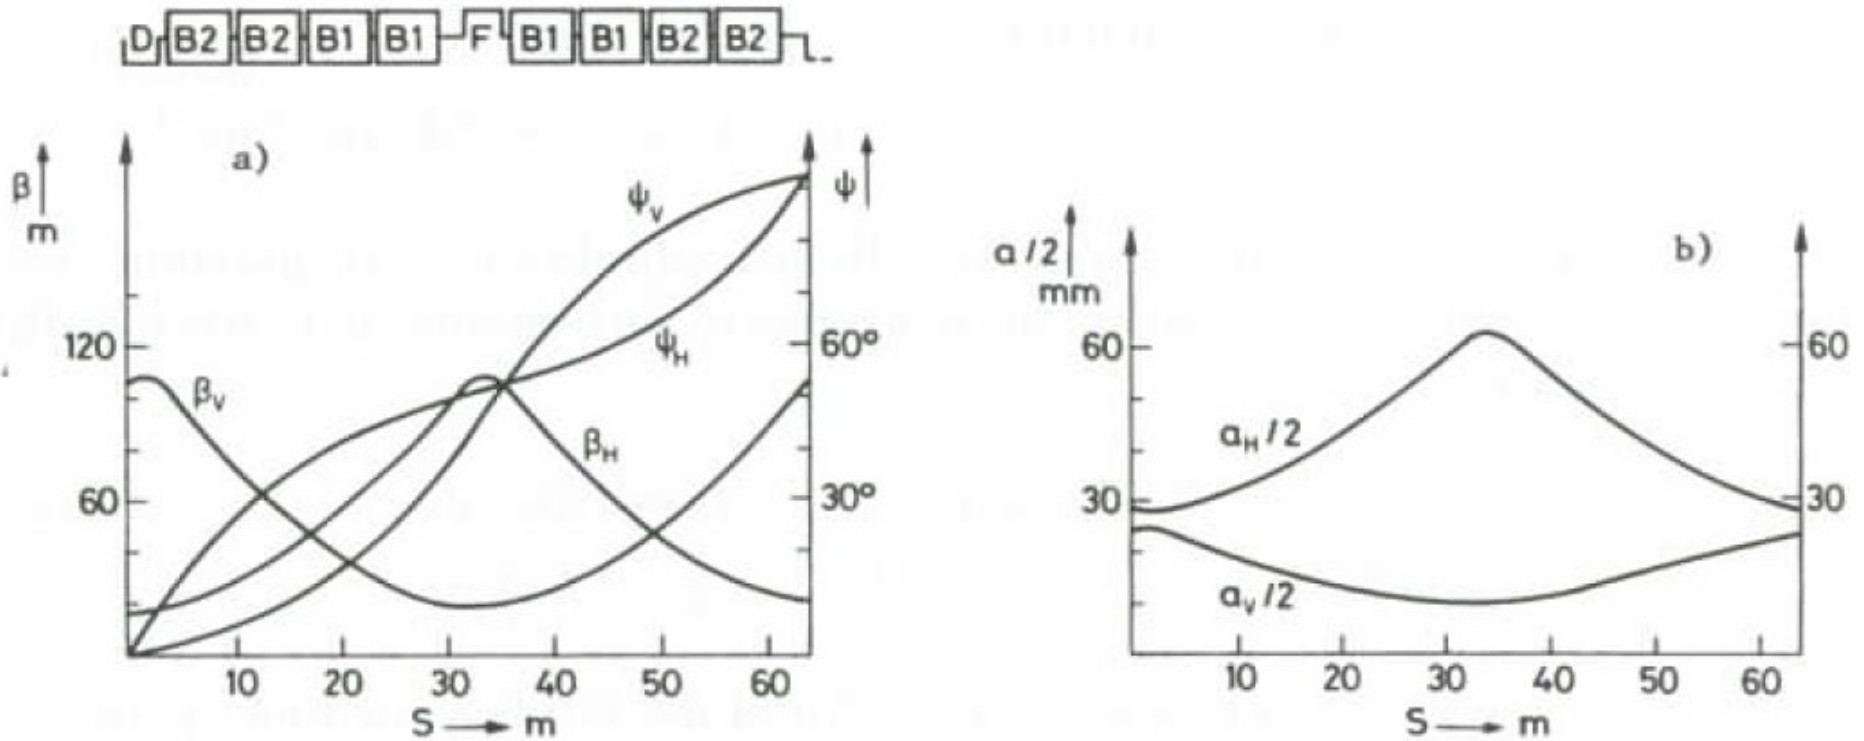 D B2 B2 B1 B1 F B1 B1 B2 B2
a)
β
m
ψ
ψV
ψH
βV
βH
120
60
60°
30°
10 20 30 40 50 60
S → m
b)
a/2
mm
60
30
60
30
aH/2
aV/2
10 20 30 40 50 60
S → m